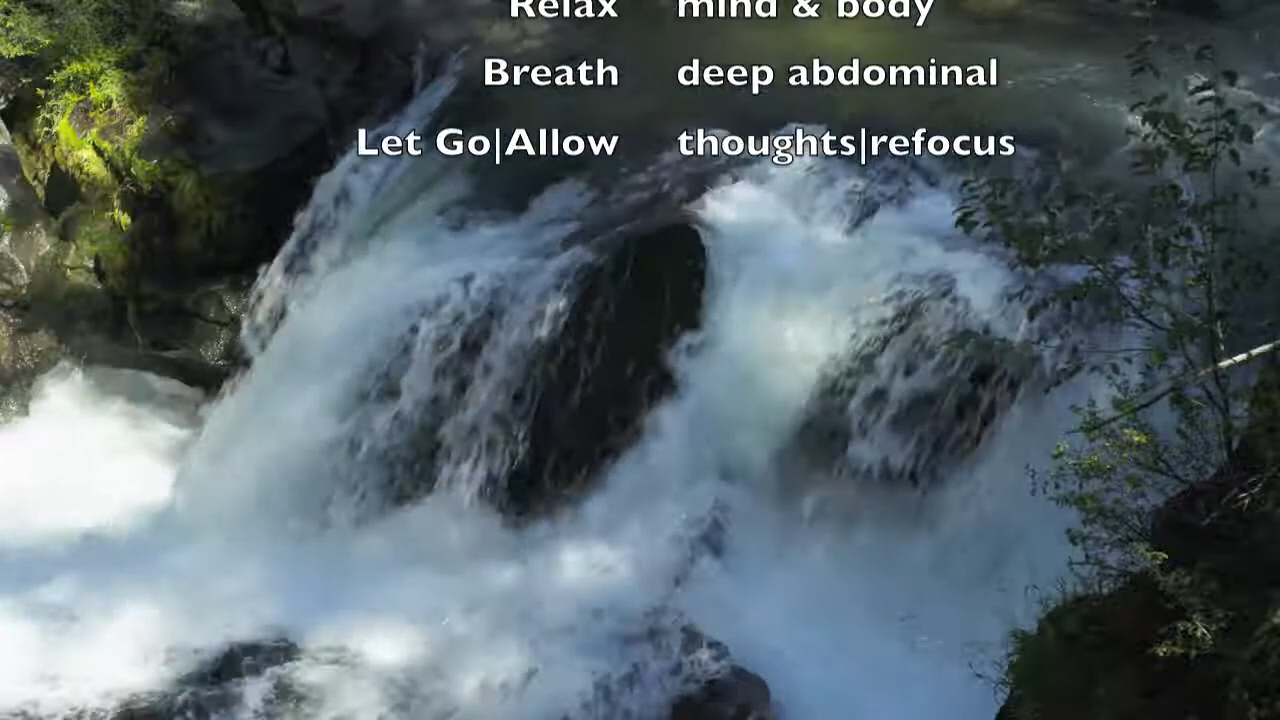 Relax mind & body
Breath deep abdominal
Let Go|Allow thoughts|refocus